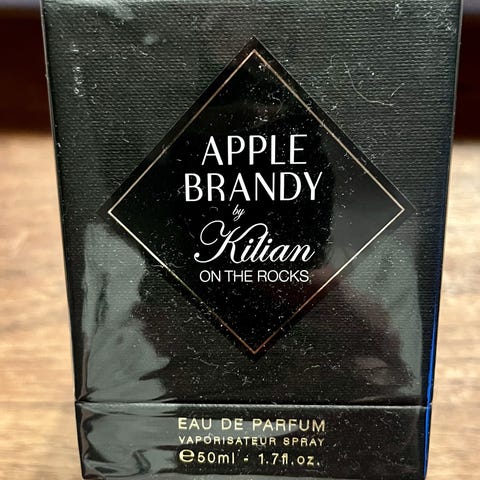 APPLE
BRANDY
by
Kilian
ON THE ROCKS
EAU DE PARFUM
VAPORISATEUR SPRAY
℮50ml - 1.7fl.oz.